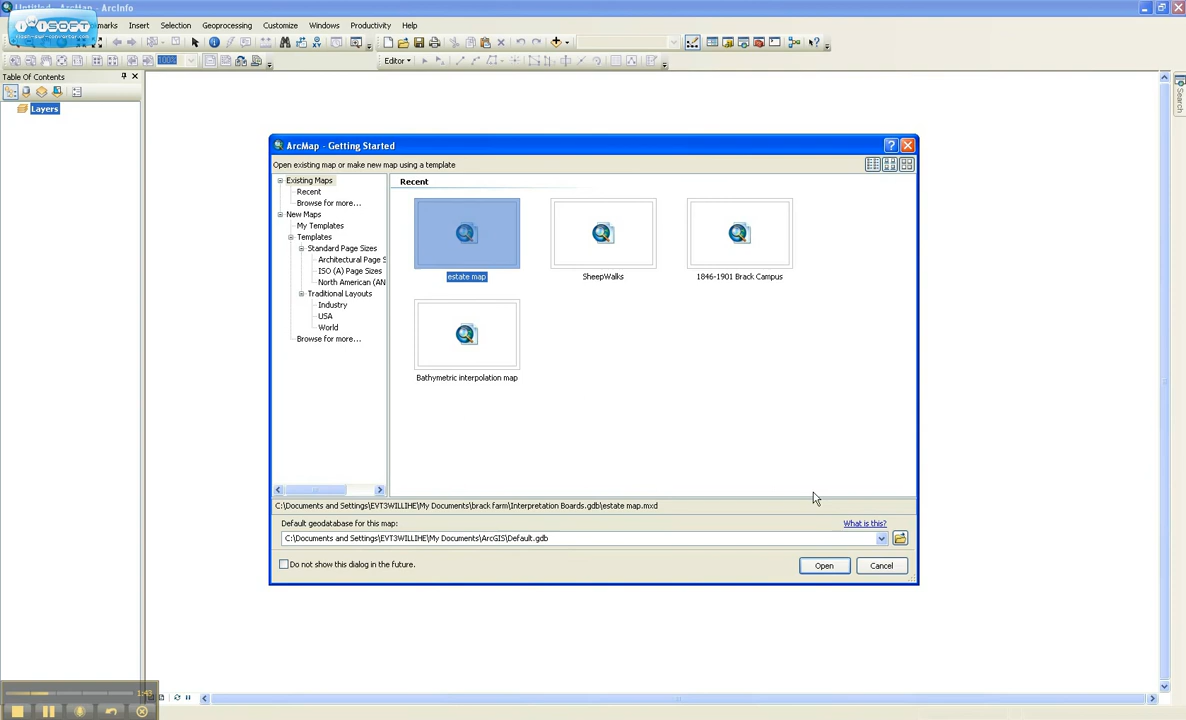 Untitled - ArcMap - ArcInfo
Bookmarks Insert Selection Geoprocessing Customize Windows Productivity Help
Editor
100%
Table Of Contents
Layers
Search
ArcMap - Getting Started
Open existing map or make new map using a template
Existing Maps
Recent
Browse for more...
New Maps
My Templates
Templates
Standard Page Sizes
Architectural Page S
ISO (A) Page Sizes
North American (AN
Traditional Layouts
Industry
USA
World
Browse for more...
Recent
estate map
SheepWalks
1846-1901 Brack Campus
Bathymetric interpolation map
C:\Documents and Settings\EVT3WILLIHE\My Documents\brack farm\Interpretation Boards.gdb\estate map.mxd
Default geodatabase for this map:
What is this?
C:\Documents and Settings\EVT3WILLIHE\My Documents\ArcGIS\Default.gdb
Do not show this dialog in the future.
Open
Cancel